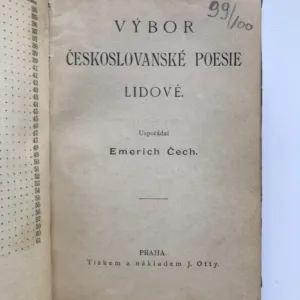 99/100
VÝBOR
ČESKOSLOVANSKÉ POESIE
LIDOVÉ.
Uspořádal
Emerich Čech.
PRAHA.
Tiskem a nákladem J. Otty.